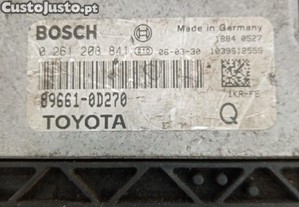 CustoJusto.pt
BOSCH
Made in Germany
0 261 208 841 06-03-30 1039S12559
1884 0527
89661-0D270
1KR-FE
TOYOTA
Q